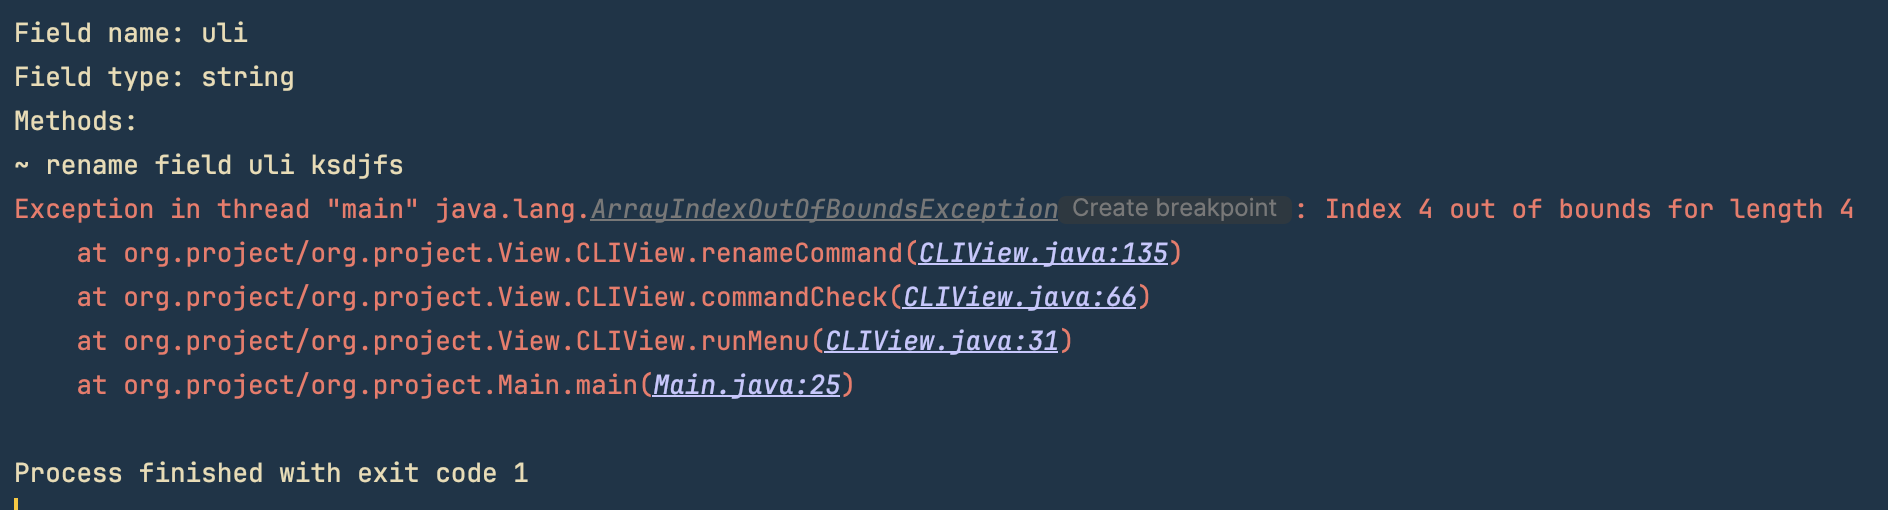 Field name: uli
Field type: string
Methods:
~ rename field uli ksdjfs
Exception in thread "main" java.lang.ArrayIndexOutOfBoundsException Create breakpoint : Index 4 out of bounds for length 4
    at org.project/org.project.View.CLIView.renameCommand(CLIView.java:135)
    at org.project/org.project.View.CLIView.commandCheck(CLIView.java:66)
    at org.project/org.project.View.CLIView.runMenu(CLIView.java:31)
    at org.project/org.project.Main.main(Main.java:25)
Process finished with exit code 1